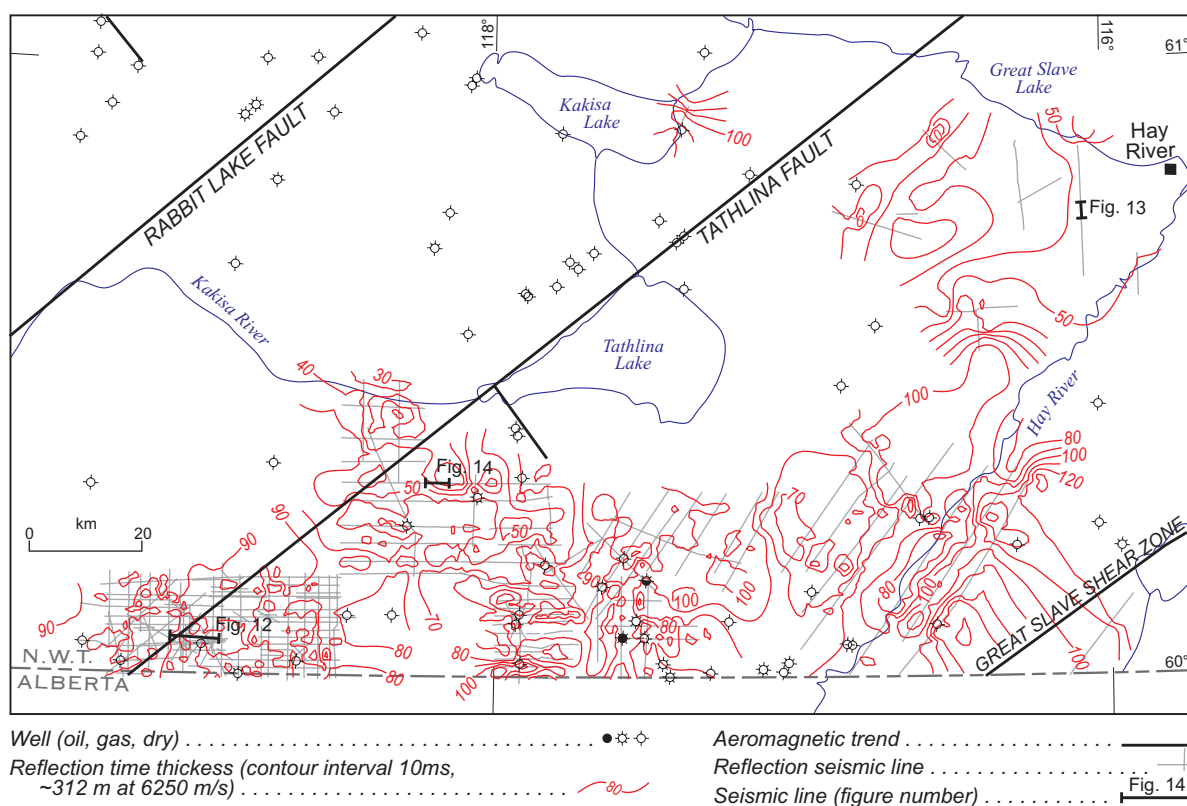 118°
116°
61°
Great Slave
Lake
50
Kakisa
Lake
100
Hay
River
RABBIT LAKE FAULT
TATHLINA FAULT
Fig. 13
Kakisa River
50
Tathlina
Lake
40
30
100
Hay River
80
100
120
Fig. 14
50
70
0
20
km
90
50
90
90
100
100
80
100
GREAT SLAVE SHEAR ZONE
90
Fig. 12
70
80
80
80
100
100
N.W.T.
ALBERTA
60°
Well (oil, gas, dry)
Aeromagnetic trend
Reflection time thickess (contour interval 10ms,
~312 m at 6250 m/s)
80
Reflection seismic line
Seismic line (figure number)
Fig. 14